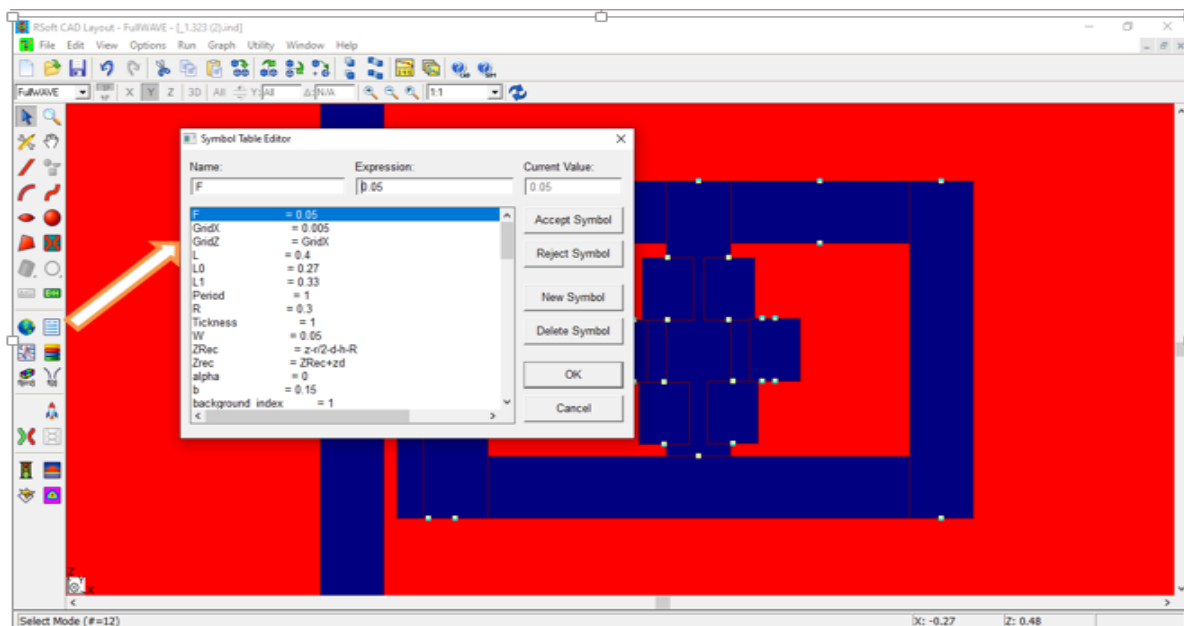 RSoft CAD Layout - FullWAVE - [_1.323 (2).ind]
File Edit View Options Run Graph Utility Window Help
FullWAVE X Y Z 3D All Y: All Δ: N/A 1:1
Symbol Table Editor
Name: Expression: Current Value:
F 0.05 0.05
F = 0.05
GridX = 0.005
GridZ = GridX
L = 0.4
L0 = 0.27
L1 = 0.33
Period = 1
R = 0.3
Tickness = 1
W = 0.05
ZRec = z-r/2-d-h-R
Zrec = ZRec+zd
alpha = 0
b = 0.15
background_index = 1
Accept Symbol
Reject Symbol
New Symbol
Delete Symbol
OK
Cancel
Z
X
Select Mode (#=12) X: -0.27 Z: 0.48